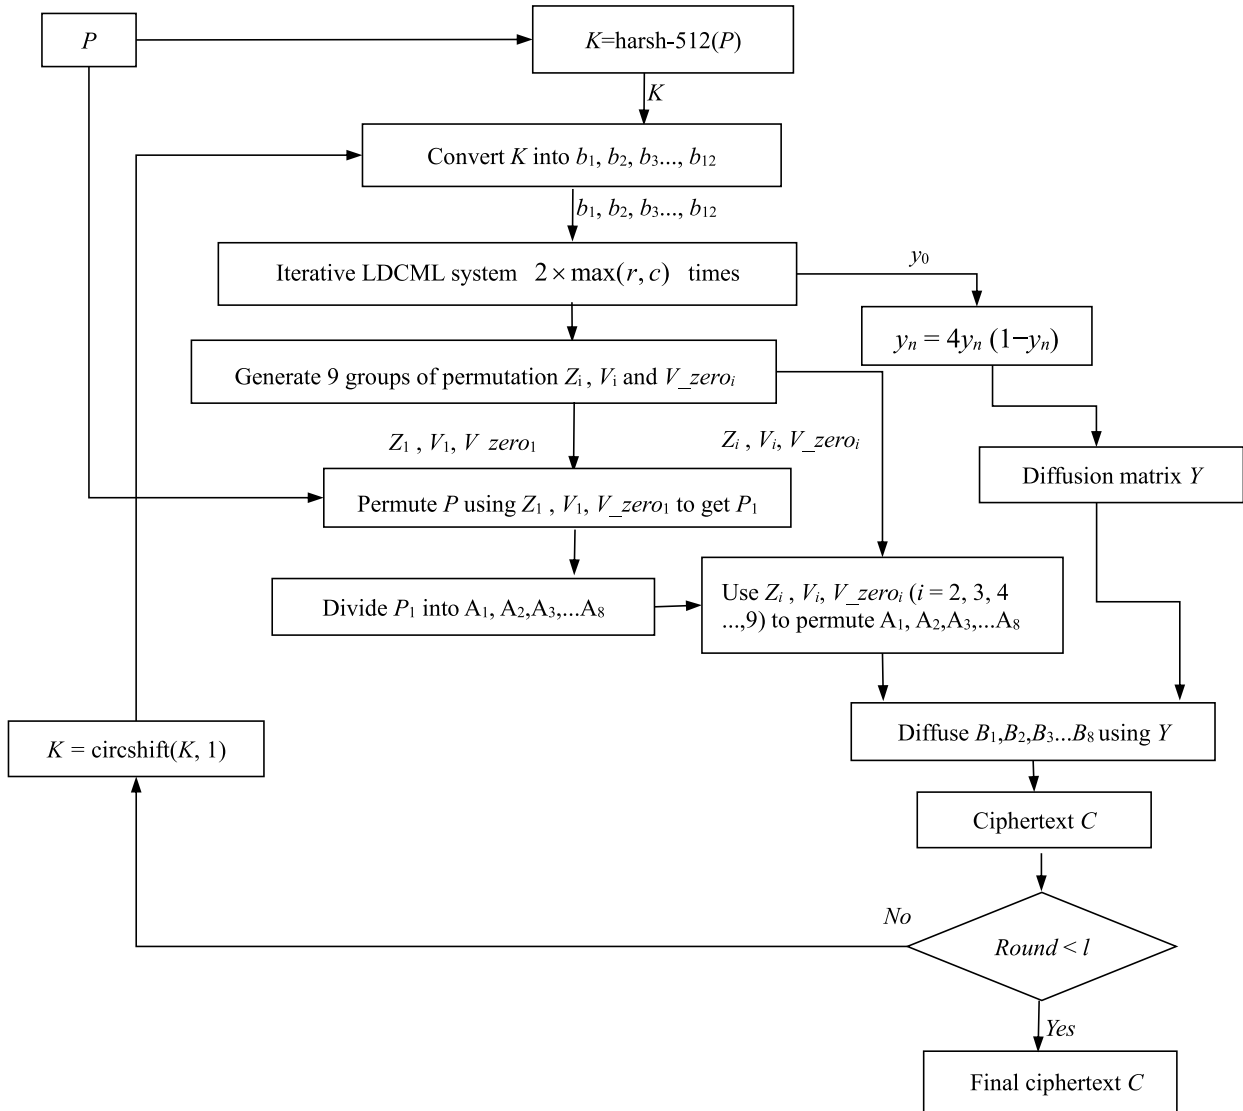 P
K=harsh-512(P)
K
Convert K into b₁, b₂, b₃..., b₁₂
b₁, b₂, b₃..., b₁₂
Iterative LDCML system 2 × max(r, c) times
y₀
yₙ = 4yₙ (1−yₙ)
Generate 9 groups of permutation Zᵢ , Vᵢ and V_zeroᵢ
Z₁ , V₁, V zero₁
Zᵢ , Vᵢ, V_zeroᵢ
Diffusion matrix Y
Permute P using Z₁ , V₁, V_zero₁ to get P₁
Divide P₁ into A₁, A₂,A₃,...A₈
Use Zᵢ , Vᵢ, V_zeroᵢ (i = 2, 3, 4
...,9) to permute A₁, A₂,A₃,...A₈
K = circshift(K, 1)
Diffuse B₁,B₂,B₃...B₈ using Y
Ciphertext C
No
Round < l
Yes
Final ciphertext C